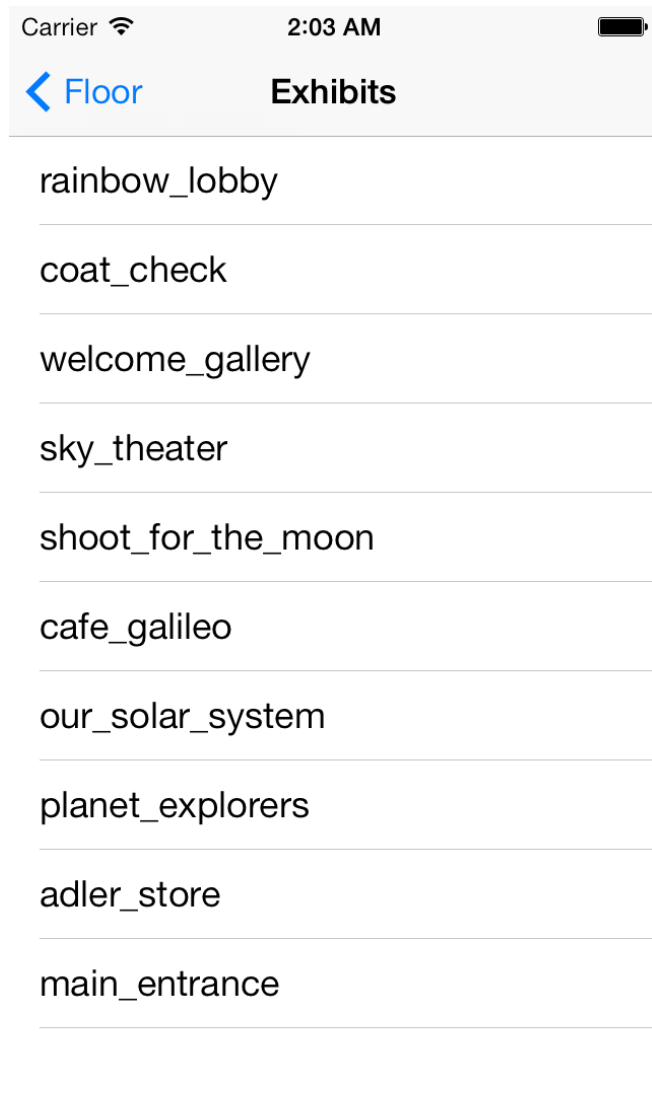 Carrier 2:03 AM
Floor Exhibits
rainbow_lobby
coat_check
welcome_gallery
sky_theater
shoot_for_the_moon
cafe_galileo
our_solar_system
planet_explorers
adler_store
main_entrance